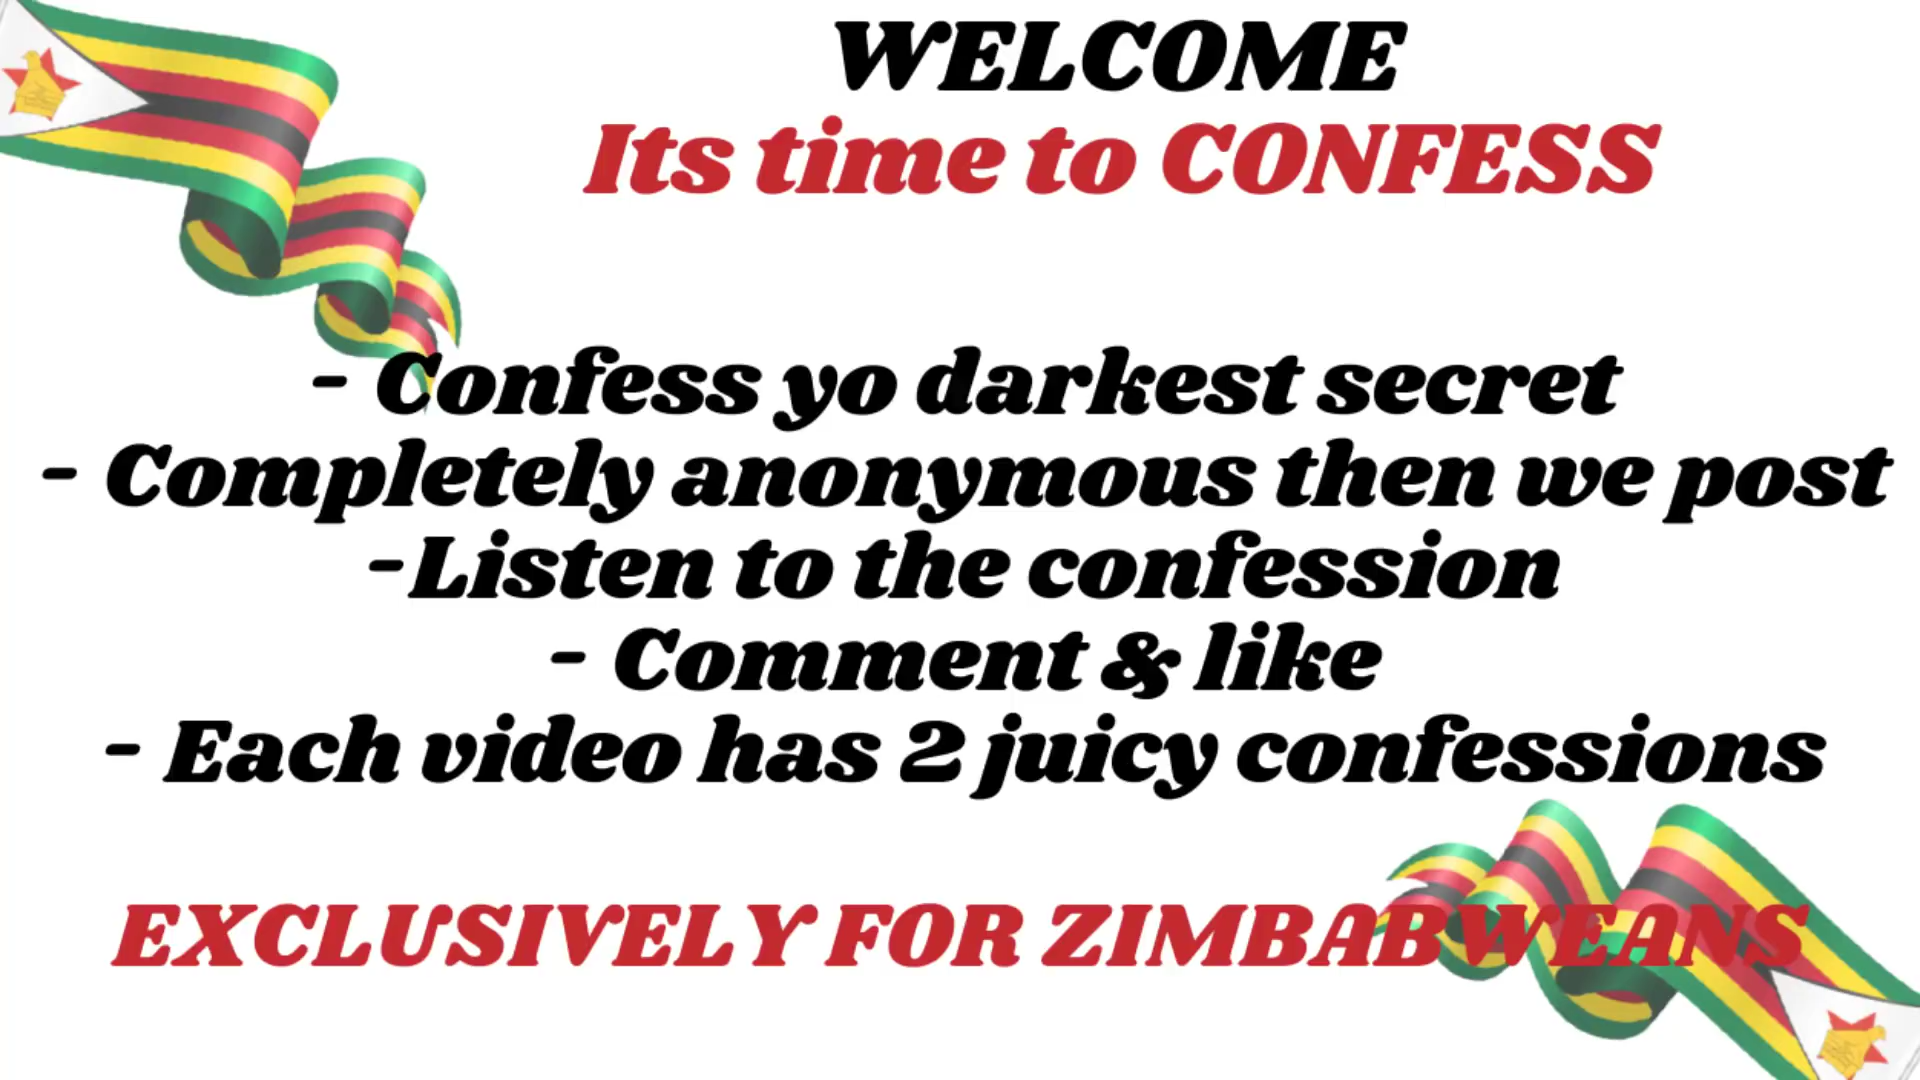 WELCOME
Its time to CONFESS
- Confess yo darkest secret
- Completely anonymous then we post
-Listen to the confession
- Comment & like
- Each video has 2 juicy confessions
EXCLUSIVELY FOR ZIMBABWEANS